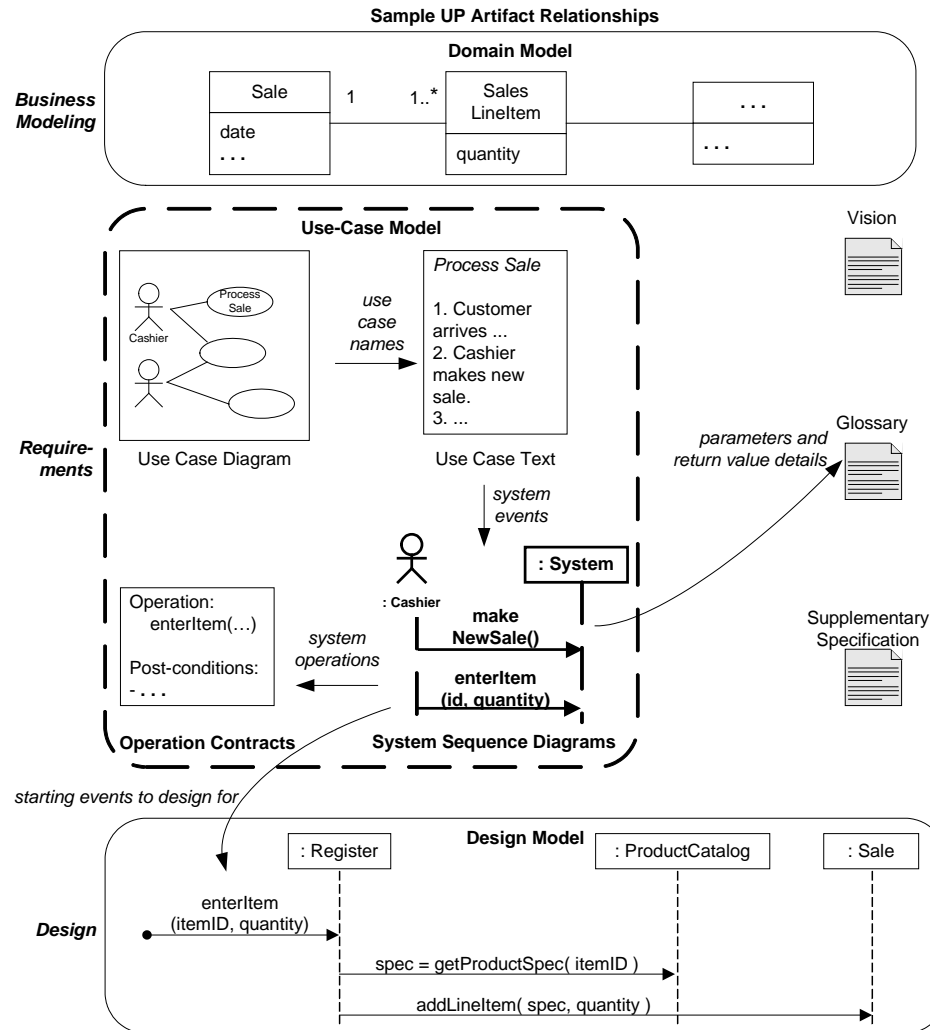 Sample UP Artifact Relationships
Domain Model
Business
Modeling
Sale
1
1..*
Sales
LineItem
. . .
date
. . .
quantity
. . .
Use-Case Model
Vision
Process
Sale
Cashier
use
case
names
Process Sale
1. Customer
arrives ...
2. Cashier
makes new
sale.
3. ...
Require-
ments
Use Case Diagram
Use Case Text
parameters and
return value details
Glossary
system
events
: System
: Cashier
make
NewSale()
Operation:
enterItem(…)
Post-conditions:
- . . .
system
operations
enterItem
(id, quantity)
Supplementary
Specification
Operation Contracts
System Sequence Diagrams
starting events to design for
Design Model
: Register
: ProductCatalog
: Sale
Design
enterItem
(itemID, quantity)
spec = getProductSpec( itemID )
addLineItem( spec, quantity )